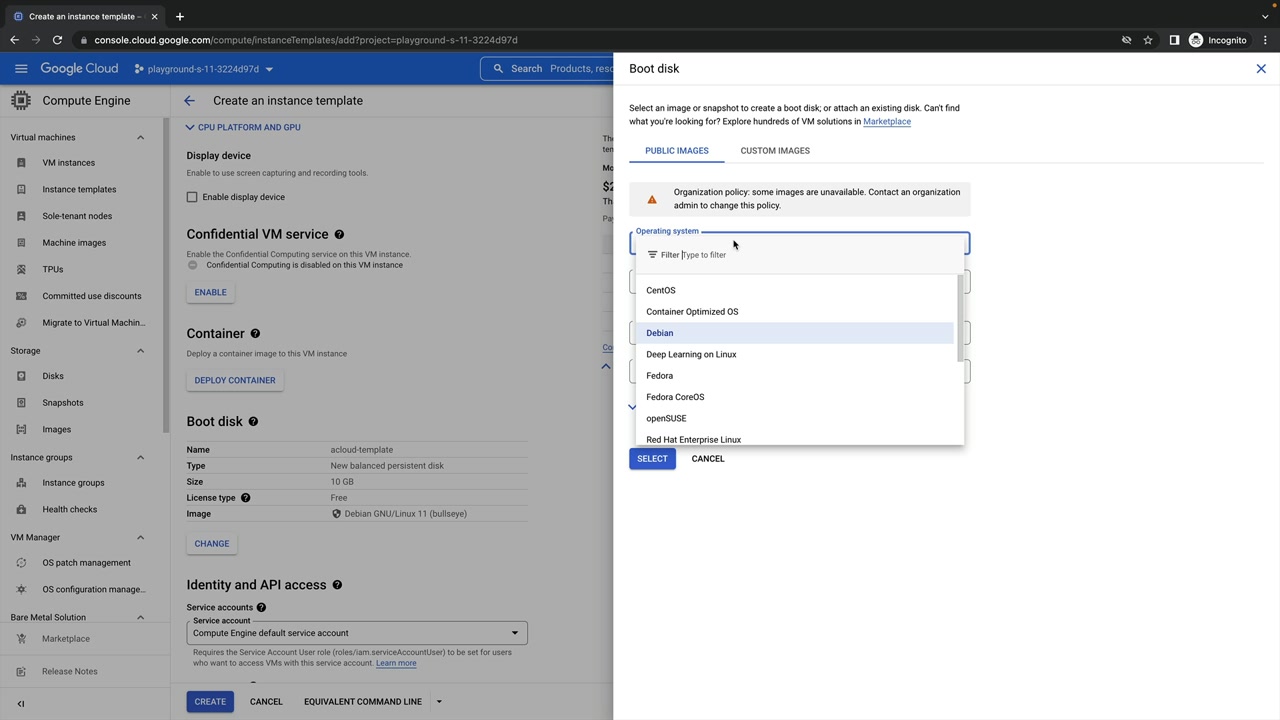 Create an instance template –
console.cloud.google.com/compute/instanceTemplates/add?project=playground-s-11-3224d97d
Incognito
Google Cloud
playground-s-11-3224d97d
Search Products, reso
Compute Engine
Virtual machines
VM instances
Instance templates
Sole-tenant nodes
Machine images
TPUs
Committed use discounts
Migrate to Virtual Machin...
Storage
Disks
Snapshots
Images
Instance groups
Instance groups
Health checks
VM Manager
OS patch management
OS configuration manage...
Bare Metal Solution
Marketplace
Release Notes
Create an instance template
CPU PLATFORM AND GPU
Display device
Enable to use screen capturing and recording tools.
Enable display device
Confidential VM service
Enable the Confidential Computing service on this VM instance.
Confidential Computing is disabled on this VM instance
ENABLE
Container
Deploy a container image to this VM instance
DEPLOY CONTAINER
Boot disk
Name acloud-template
Type New balanced persistent disk
Size 10 GB
License type Free
Image Debian GNU/Linux 11 (bullseye)
CHANGE
Identity and API access
Service accounts
Service account
Compute Engine default service account
Requires the Service Account User role (roles/iam.serviceAccountUser) to be set for users
who want to access VMs with this service account. Learn more
CREATE CANCEL EQUIVALENT COMMAND LINE
Boot disk
Select an image or snapshot to create a boot disk; or attach an existing disk. Can't find
what you're looking for? Explore hundreds of VM solutions in Marketplace
PUBLIC IMAGES CUSTOM IMAGES
Organization policy: some images are unavailable. Contact an organization
admin to change this policy.
Operating system
Filter Type to filter
CentOS
Container Optimized OS
Debian
Deep Learning on Linux
Fedora
Fedora CoreOS
openSUSE
Red Hat Enterprise Linux
SELECT CANCEL